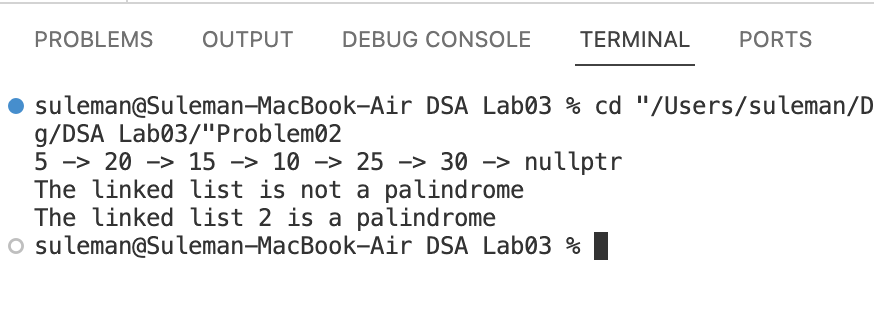 PROBLEMS OUTPUT DEBUG CONSOLE TERMINAL PORTS
suleman@Suleman-MacBook-Air DSA Lab03 % cd "/Users/suleman/D
g/DSA Lab03/"Problem02
5 -> 20 -> 15 -> 10 -> 25 -> 30 -> nullptr
The linked list is not a palindrome
The linked list 2 is a palindrome
suleman@Suleman-MacBook-Air DSA Lab03 %